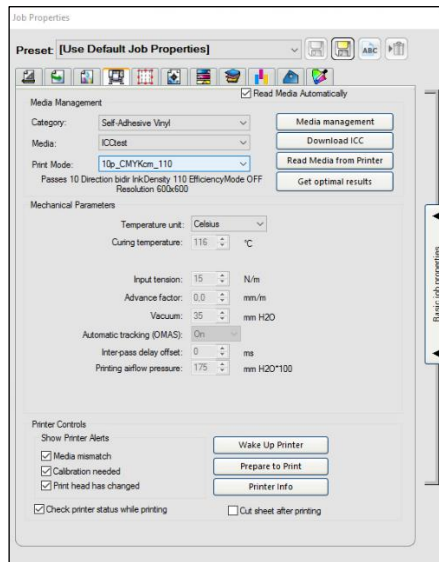 Job Properties
Preset: [Use Default Job Properties]
ABC
Read Media Automatically
Media Management
Category: Self-Adhesive Vinyl
Media management
Media: ICCtest
Download ICC
Print Mode: 10p_CMYKcm_110
Read Media from Printer
Passes 10 Direction bidir InkDensity 110 EfficiencyMode OFF
Resolution 600x600
Get optimal results
Mechanical Parameters
Temperature unit: Celsius
Curing temperature: 116 °C
Input tension: 15 N/m
Advance factor: 0,0 mm/m
Vacuum: 35 mm H2O
Automatic tracking (OMAS): On
Inter-pass delay offset: 0 ms
Printing airflow pressure: 175 mm H2O*100
Printer Controls
Show Printer Alerts
Media mismatch
Calibration needed
Print head has changed
Wake Up Printer
Prepare to Print
Printer Info
Check printer status while printing
Cut sheet after printing
Basic job properties